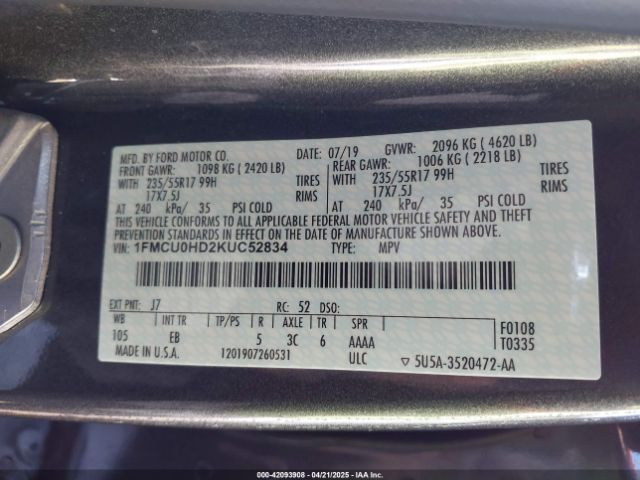 MFD. BY FORD MOTOR CO. DATE: 07/19 GVWR: 2096 KG ( 4620 LB)
FRONT GAWR: 1098 KG ( 2420 LB) REAR GAWR: 1006 KG ( 2218 LB)
WITH 235/55R17 99H TIRES WITH 235/55R17 99H TIRES
17X7.5J RIMS 17X7.5J RIMS
AT 240 kPa/ 35 PSI COLD AT 240 kPa/ 35 PSI COLD
THIS VEHICLE CONFORMS TO ALL APPLICABLE FEDERAL MOTOR VEHICLE SAFETY AND THEFT
PREVENTION STANDARDS IN EFFECT ON THE DATE OF MANUFACTURE SHOWN ABOVE.
VIN: 1FMCU0HD2KUC52834 TYPE: MPV
EXT PNT: J7 RC: 52 DSO:
WB INT TR TP/PS R AXLE TR SPR F0108
105 EB 5 3C 6 AAAA T0335
MADE IN U.S.A. 1201907260531 ULC ▽ 5U5A-3520472-AA
000-42093908 - 04/21/2025 - IAAI.COM